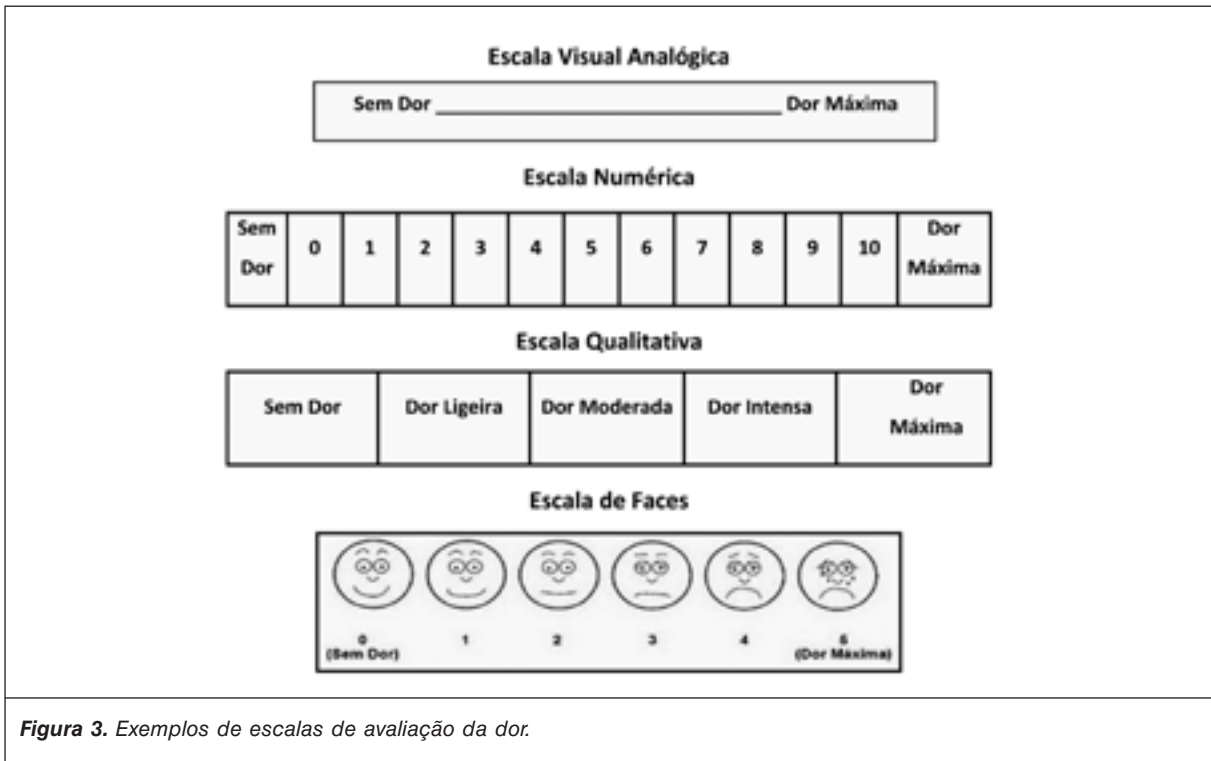 Escala Visual Analógica
Sem Dor ______________________________ Dor Máxima
Escala Numérica
Sem Dor 0 1 2 3 4 5 6 7 8 9 10 Dor Máxima
Escala Qualitativa
Sem Dor Dor Ligeira Dor Moderada Dor Intensa Dor Máxima
Escala de Faces
0 1 2 3 4 5
(Sem Dor) (Dor Máxima)
Figura 3. Exemplos de escalas de avaliação da dor.